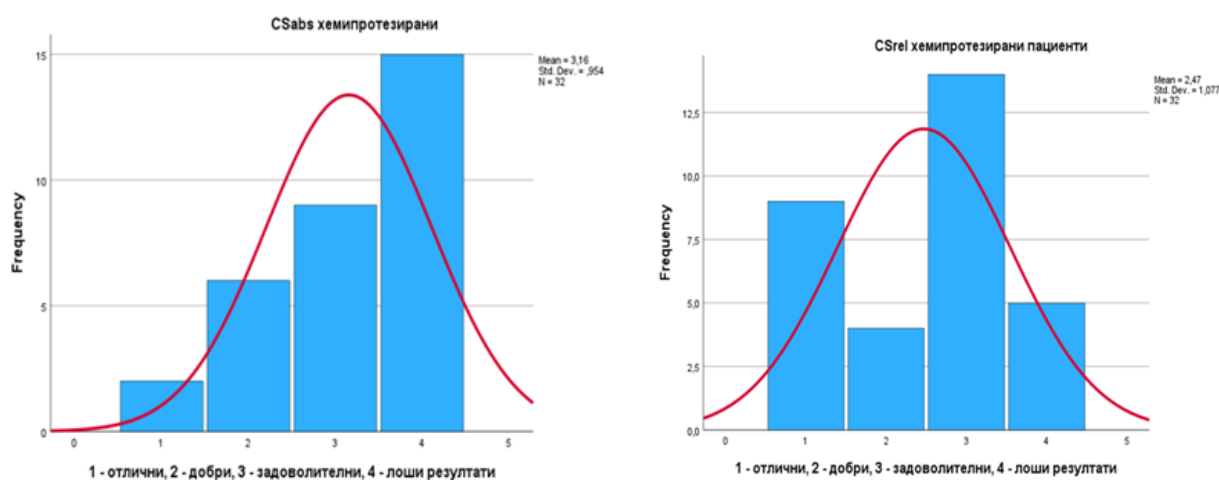 CSabs хемипротезирани
Mean = 3,16
Std. Dev. = ,954
N = 32
15
10
5
0
Frequency
0 1 2 3 4 5
1 - отлични, 2 - добри, 3 - задоволителни, 4 - лоши резултати
CSrel хемипротезирани пациенти
Mean = 2,47
Std. Dev. = 1,077
N = 32
12,5
10,0
7,5
5,0
2,5
0,0
Frequency
0 1 2 3 4 5
1 - отлични, 2 - добри, 3 - задоволителни, 4 - лоши резултати